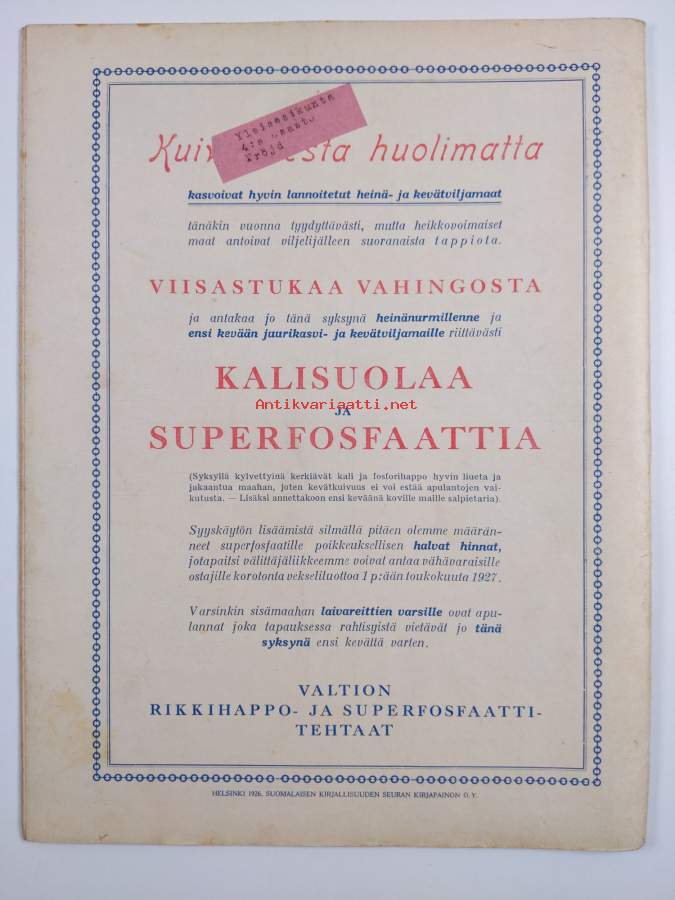 Yleisesikunta
4:s osast.
Fröjd
huolimatta
kasvoivat hyvin lannoitetut heinä- ja kevätviljamaat
tänäkin vuonna tyydyttävästi, mutta heikkovoimaiset
maat antoivat viljelijälleen suoranaista tappiota.
VIISASTUKAA VAHINGOSTA
ja antakaa jo tänä syksynä heinänurmillenne ja
ensi kevään juurikasvi- ja kevätviljamaille riittävästi
KALISUOLAA
Antikvariaatti.net
JA
SUPERFOSFAATTIA
(Syksyllä kylvettyinä kerkiävät kali ja fosforihappo hyvin liueta ja
jakaantua maahan, joten kevätkuivuus ei voi estää apulantojen vai-
kutusta. — Lisäksi annettakoon ensi keväänä koville maille salpietaria).
Syyskäytön lisäämistä silmällä pitäen olemme määrän-
neet superfosfaatille poikkeuksellisen halvat hinnat,
jotapaitsi välittäjäliikkeemme voivat antaa vähävaraisille
ostajille korotonta vekseliluottoa 1 p:ään toukokuuta 1927.
Varsinkin sisämaahan laivareittien varsille ovat apu-
lannat joka tapauksessa rahtisyistä vietävät jo tänä
syksynä ensi kevättä varten.
VALTION
RIKKIHAPPO- JA SUPERFOSFAATTI-
TEHTAAT
HELSINKI 1926, SUOMALAISEN KIRJALLISUUDEN SEURAN KIRJAPAINON O. Y.